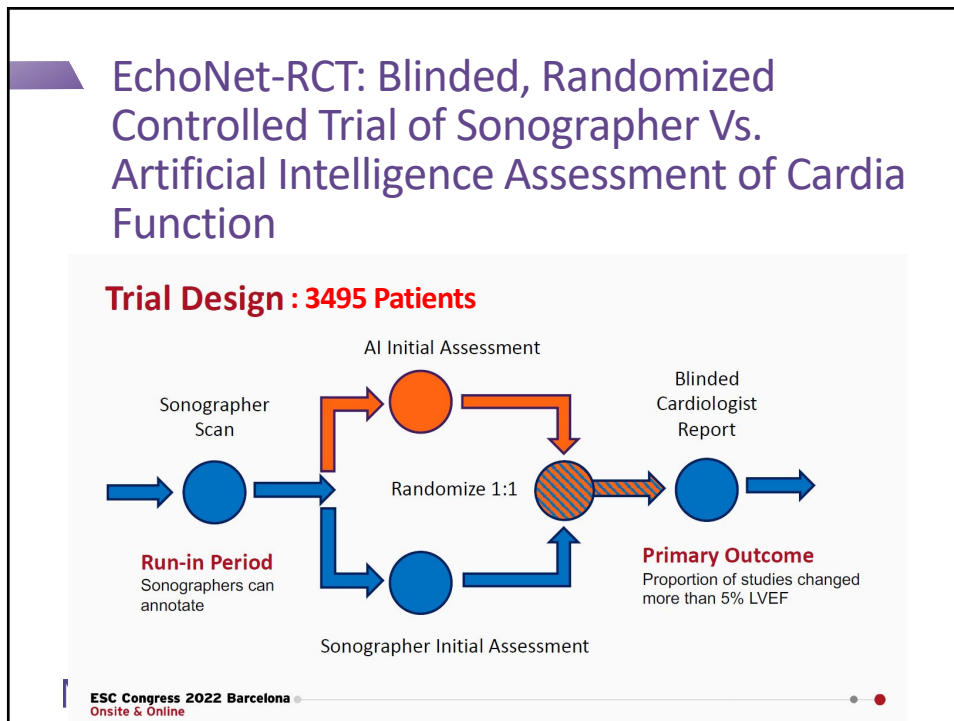 EchoNet-RCT: Blinded, Randomized
Controlled Trial of Sonographer Vs.
Artificial Intelligence Assessment of Cardia
Function
Trial Design : 3495 Patients
AI Initial Assessment
Sonographer
Scan
Blinded
Cardiologist
Report
Randomize 1:1
Run-in Period
Sonographers can
annotate
Primary Outcome
Proportion of studies changed
more than 5% LVEF
Sonographer Initial Assessment
ESC Congress 2022 Barcelona
Onsite & Online